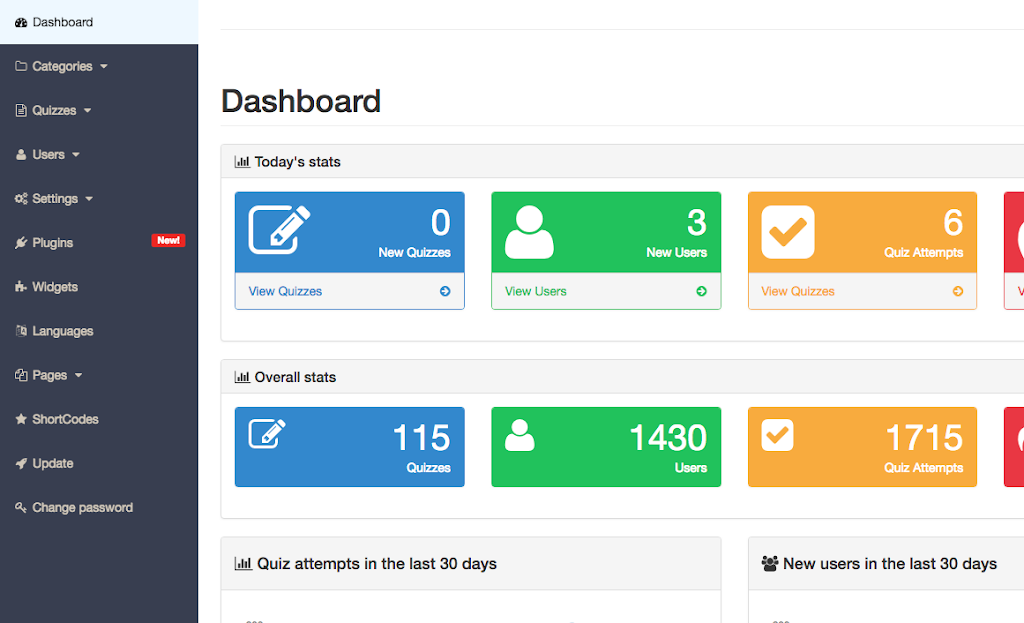 Dashboard
Categories
Quizzes
Users
Settings
Plugins New!
Widgets
Languages
Pages
ShortCodes
Update
Change password
Dashboard
Today's stats
0
New Quizzes
View Quizzes
3
New Users
View Users
6
Quiz Attempts
View Quizzes
Overall stats
115
Quizzes
1430
Users
1715
Quiz Attempts
Quiz attempts in the last 30 days
New users in the last 30 days